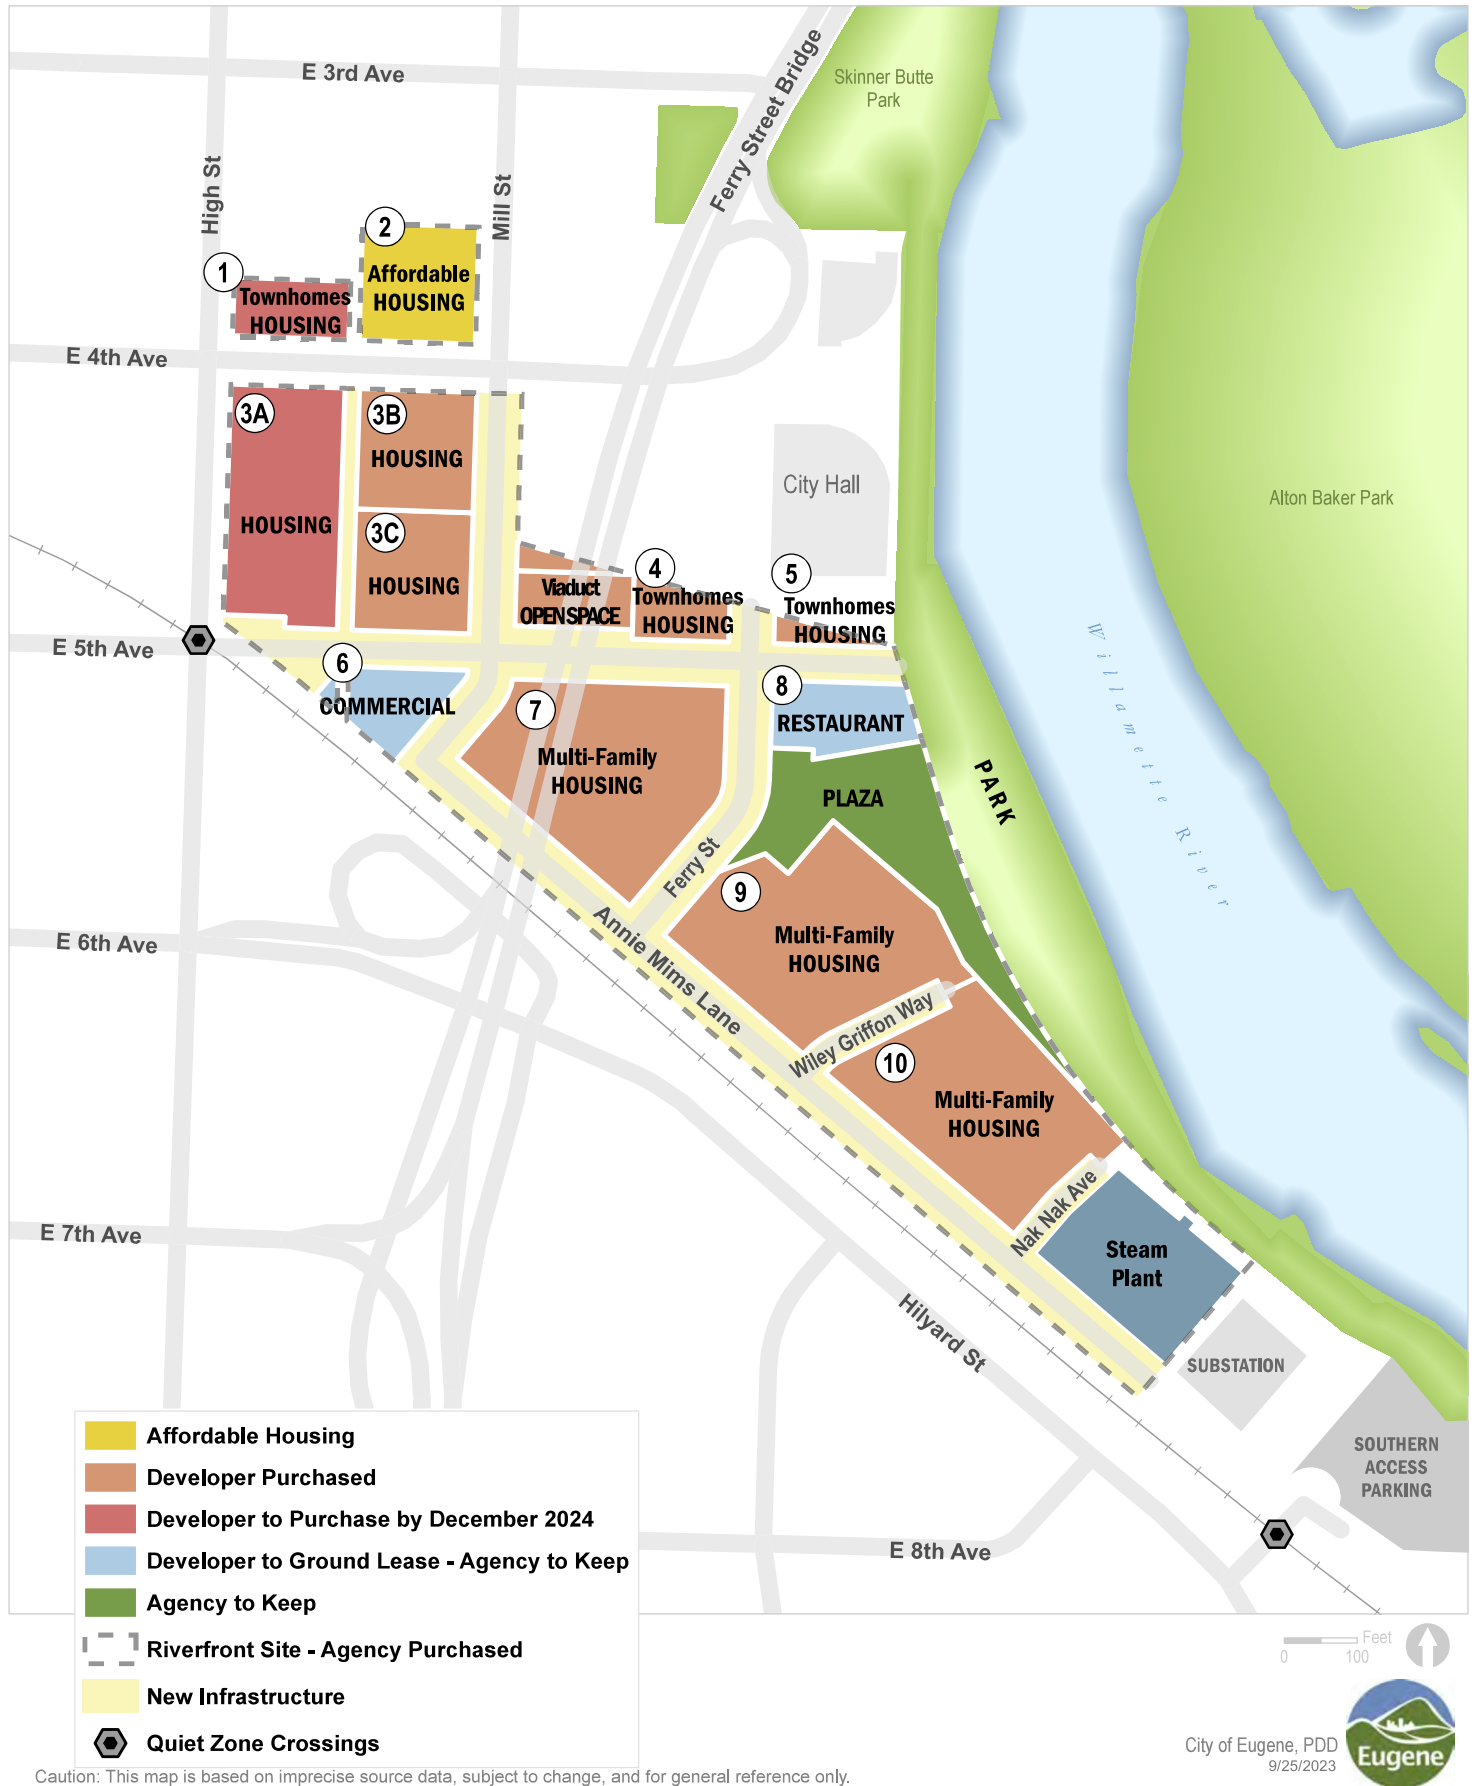 E 3rd Ave
Skinner Butte
Park
Ferry Street Bridge
High St
Mill St
2
Affordable
HOUSING
1
Townhomes
HOUSING
E 4th Ave
3A
HOUSING
3B
HOUSING
3C
HOUSING
City Hall
Alton Baker Park
Viaduct
OPEN SPACE
4
Townhomes
HOUSING
5
Townhomes
HOUSING
E 5th Ave
6
COMMERCIAL
7
Multi-Family
HOUSING
8
RESTAURANT
PLAZA
PARK
Willamette River
Ferry St
9
Multi-Family
HOUSING
E 6th Ave
Annie Mims Lane
Wiley Griffon Way
10
Multi-Family
HOUSING
Nak Nak Ave
E 7th Ave
Steam
Plant
Hilyard St
SUBSTATION
SOUTHERN
ACCESS
PARKING
E 8th Ave
Affordable Housing
Developer Purchased
Developer to Purchase by December 2024
Developer to Ground Lease - Agency to Keep
Agency to Keep
Riverfront Site - Agency Purchased
New Infrastructure
Quiet Zone Crossings
Feet
0 100
City of Eugene, PDD
9/25/2023
Eugene
Caution: This map is based on imprecise source data, subject to change, and for general reference only.